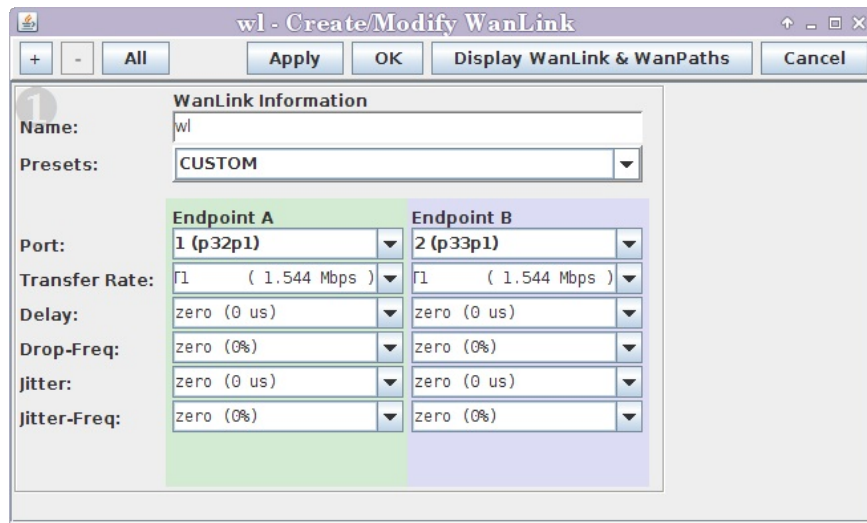 wl - Create/Modify WanLink
+ - All Apply OK Display WanLink & WanPaths Cancel
1
WanLink Information
Name: wl
Presets: CUSTOM
Endpoint A Endpoint B
Port: 1 (p32p1) 2 (p33p1)
Transfer Rate: T1 ( 1.544 Mbps ) T1 ( 1.544 Mbps )
Delay: zero (0 us) zero (0 us)
Drop-Freq: zero (0%) zero (0%)
Jitter: zero (0 us) zero (0 us)
Jitter-Freq: zero (0%) zero (0%)